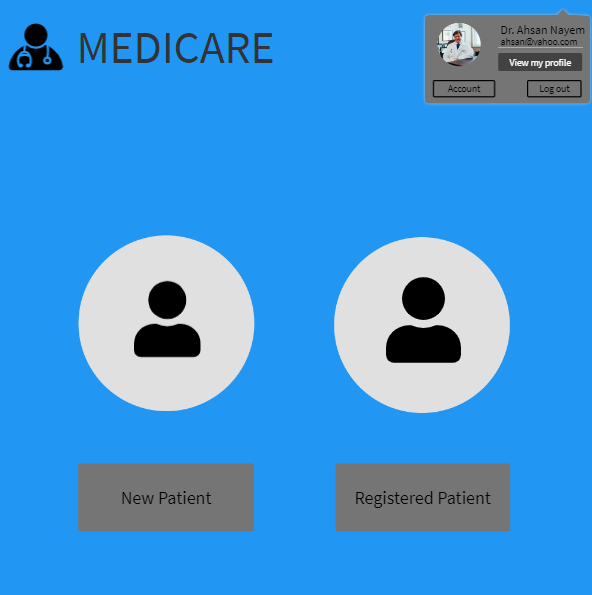 MEDICARE
Dr. Ahsan Nayem
ahsan@yahoo.com
View my profile
Account
Log out
New Patient
Registered Patient